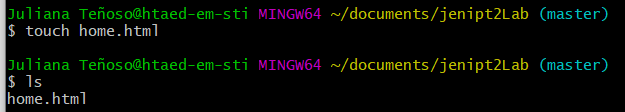 Juliana Teñoso@htaed-em-sti MINGW64 ~/documents/jenipt2Lab (master)
$ touch home.html
Juliana Teñoso@htaed-em-sti MINGW64 ~/documents/jenipt2Lab (master)
$ ls
home.html